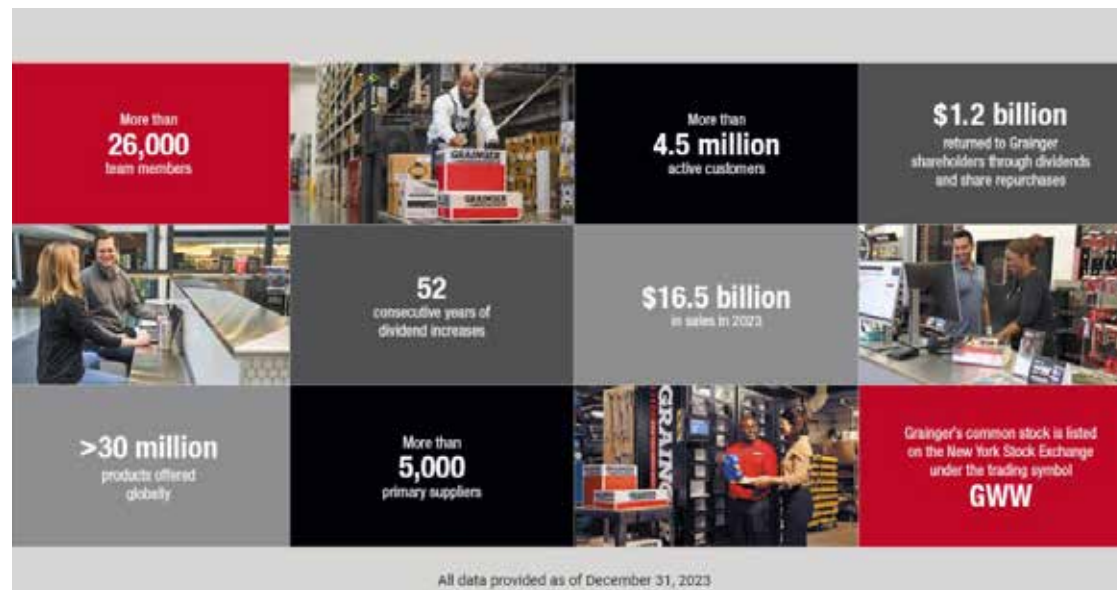 More than
26,000
team members
GRAINGER
GRAINGER
More than
4.5 million
active customers
$1.2 billion
returned to Grainger
shareholders through dividends
and share repurchases
52
consecutive years of
dividend increases
$16.5 billion
in sales in 2023
>30 million
products offered
globally
More than
5,000
primary suppliers
GRAING
Grainger's common stock is listed
on the New York Stock Exchange
under the trading symbol
GWW
All data provided as of December 31, 2023